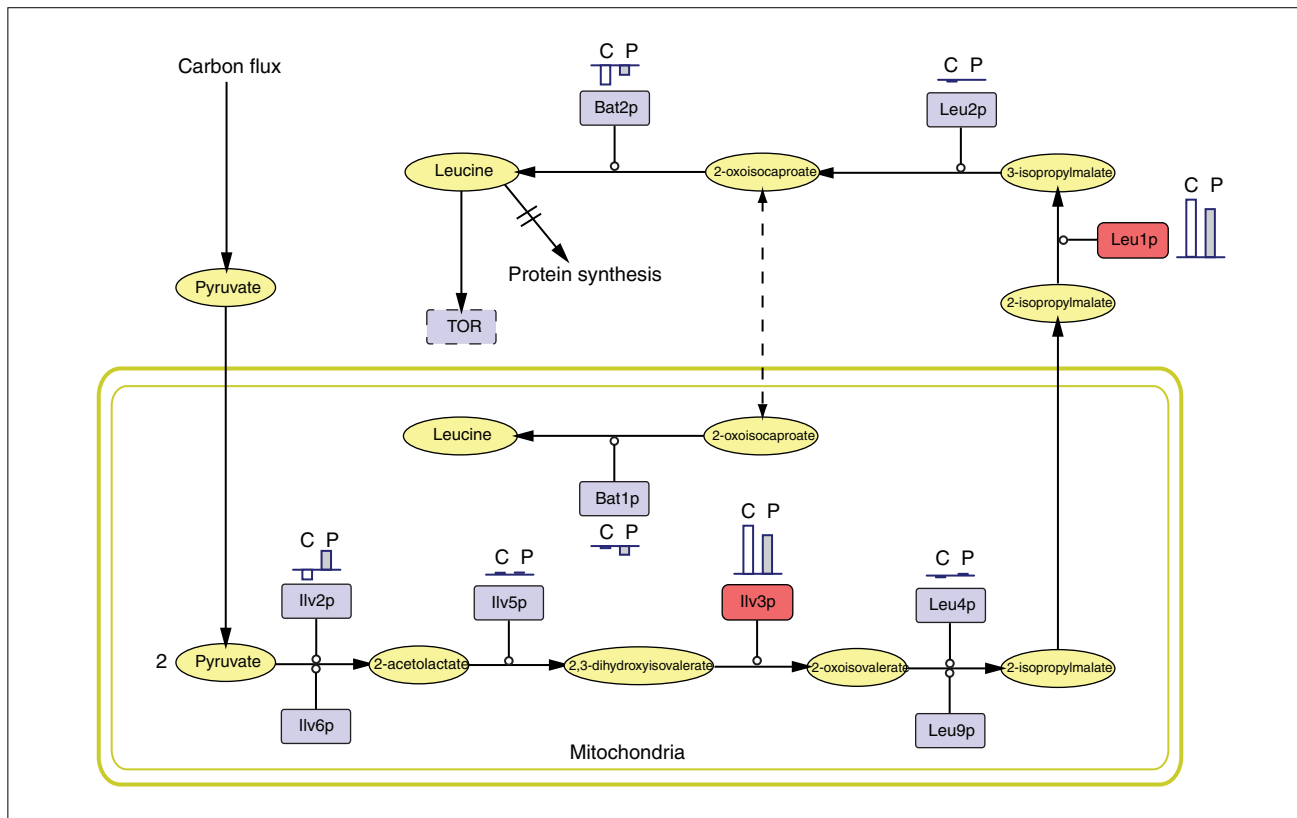 Carbon flux
C P
Bat2p
C P
Leu2p
Leucine
2-oxoisocaproate
3-isopropylmalate
C P
Leu1p
Protein synthesis
Pyruvate
2-isopropylmalate
TOR
Leucine
2-oxoisocaproate
Bat1p
C P
C P
Ilv2p
C P
Ilv5p
C P
Ilv3p
C P
Leu4p
2 Pyruvate
2-acetolactate
2,3-dihydroxyisovalerate
2-oxoisovalerate
2-isopropylmalate
Ilv6p
Leu9p
Mitochondria